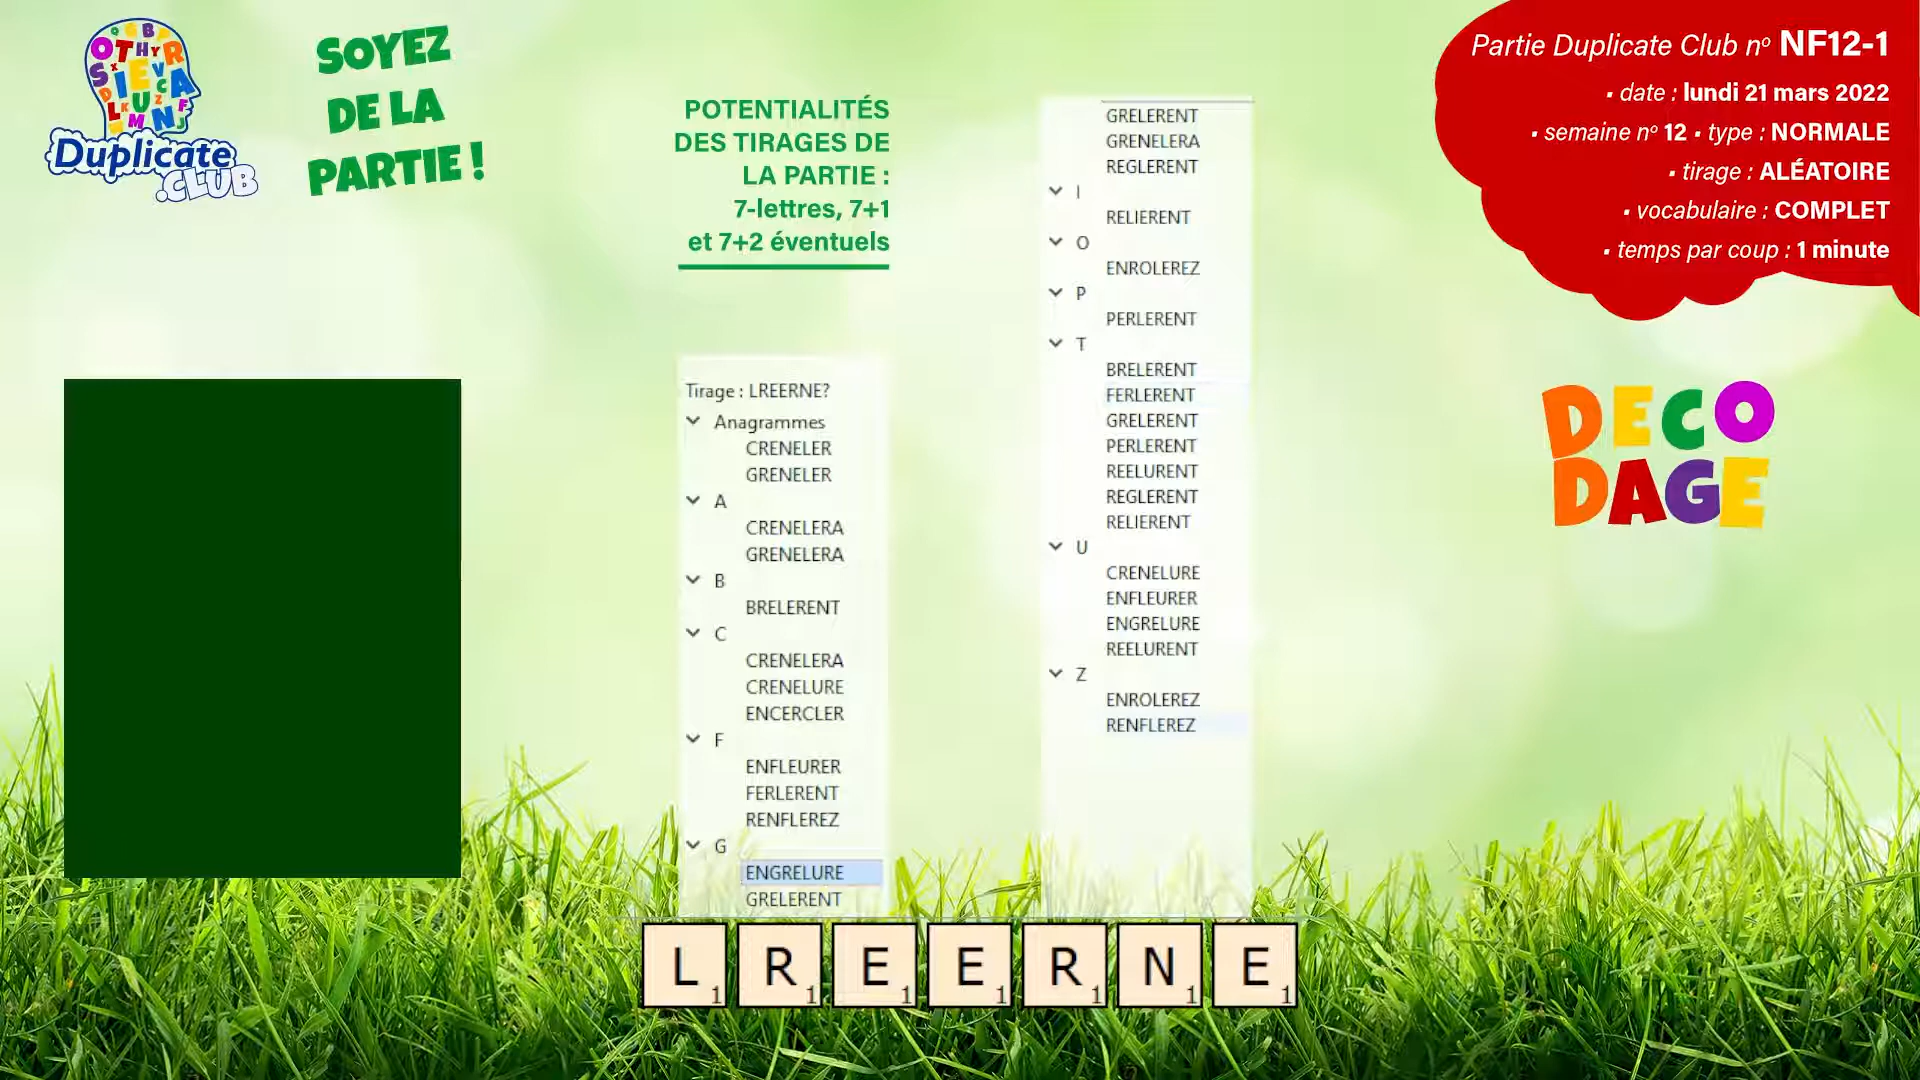 Duplicate
.CLUB
SOYEZ
DE LA
PARTIE !
POTENTIALITÉS
DES TIRAGES DE
LA PARTIE :
7-lettres, 7+1
et 7+2 éventuels
Tirage : LREERNE?
Anagrammes
CRENELER
GRENELER
A
CRENELERA
GRENELERA
B
BRELERENT
C
CRENELERA
CRENELURE
ENCERCLER
F
ENFLEURER
FERLERENT
RENFLEREZ
G
ENGRELURE
GRELERENT
GRELERENT
GRENELERA
REGLERENT
I
RELIERENT
O
ENROLEREZ
P
PERLERENT
T
BRELERENT
FERLERENT
GRELERENT
PERLERENT
REELURENT
REGLERENT
RELIERENT
U
CRENELURE
ENFLEURER
ENGRELURE
REELURENT
Z
ENROLEREZ
RENFLEREZ
Partie Duplicate Club nº NF12-1
• date : lundi 21 mars 2022
• semaine nº 12 • type : NORMALE
• tirage : ALÉATOIRE
• vocabulaire : COMPLET
• temps par coup : 1 minute
DECO
DAGE
L1 R1 E1 E1 R1 N1 E1